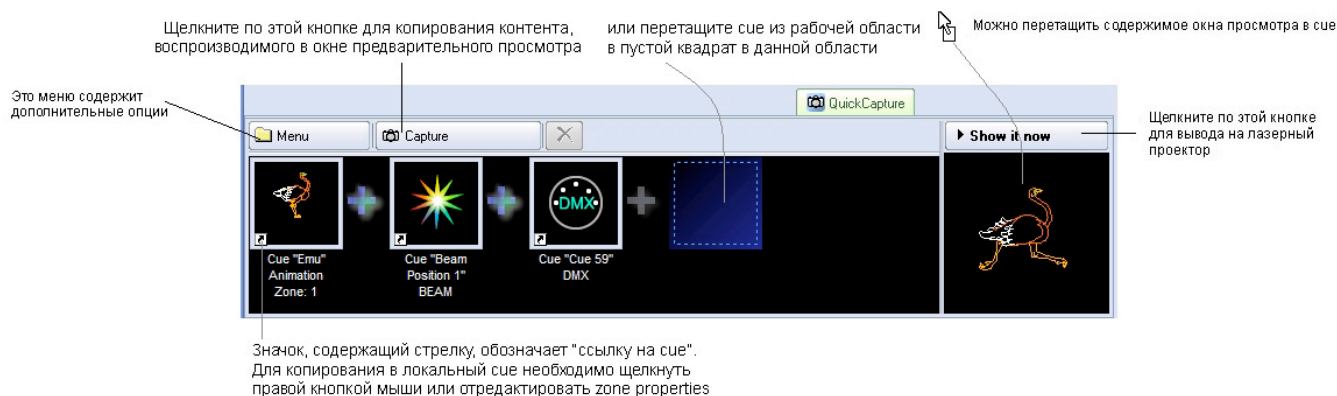 Щелкните по этой кнопке для копирования контента,
воспроизводимого в окне предварительного просмотра
или перетащите cue из рабочей области
в пустой квадрат в данной области
Можно перетащить содержимое окна просмотра в cue
Это меню содержит
дополнительные опции
Щелкните по этой кнопке
для вывода на лазерный
проектор
QuickCapture
Menu
Capture
Show it now
DMX
Cue "Emu"
Animation
Zone: 1
Cue "Beam
Position 1"
BEAM
Cue "Cue 59"
DMX
Значок, содержащий стрелку, обозначает "ссылку на cue".
Для копирования в локальный cue необходимо щелкнуть
правой кнопкой мыши или отредактировать zone properties